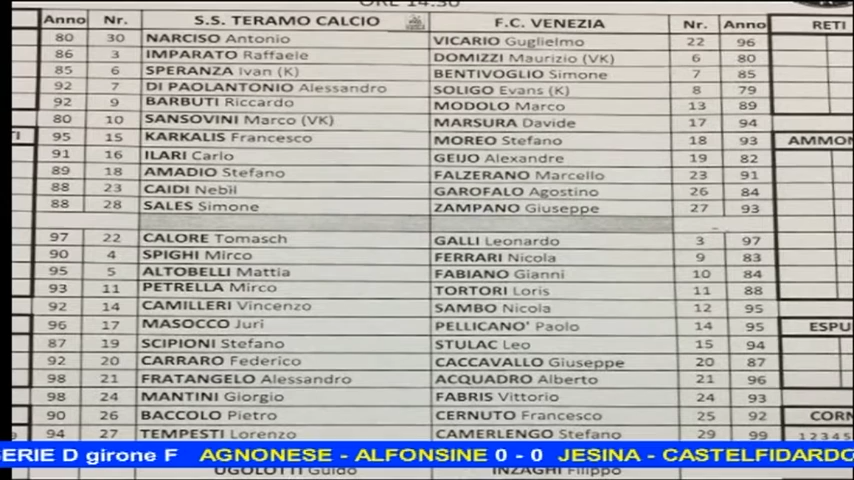 ORE 14.30
Anno Nr. S.S. TERAMO CALCIO F.C. VENEZIA Nr. Anno RETI
80 30 NARCISO Antonio VICARIO Guglielmo 22 96
86 3 IMPARATO Raffaele DOMIZZI Maurizio (VK) 6 80
85 6 SPERANZA Ivan (K) BENTIVOGLIO Simone 7 85
92 7 DI PAOLANTONIO Alessandro SOLIGO Evans (K) 8 79
92 9 BARBUTI Riccardo MODOLO Marco 13 89
80 10 SANSOVINI Marco (VK) MARSURA Davide 17 94
95 15 KARKALIS Francesco MOREO Stefano 18 93 AMMON
91 16 ILARI Carlo GEIJO Alexandre 19 82
89 18 AMADIO Stefano FALZERANO Marcello 23 91
88 23 CAIDI Nebil GAROFALO Agostino 26 84
88 28 SALES Simone ZAMPANO Giuseppe 27 93
97 22 CALORE Tomasch GALLI Leonardo 3 97
90 4 SPIGHI Mirco FERRARI Nicola 9 83
95 5 ALTOBELLI Mattia FABIANO Gianni 10 84
93 11 PETRELLA Mirco TORTORI Loris 11 88
92 14 CAMILLERI Vincenzo SAMBO Nicola 12 95
96 17 MASOCCO Juri PELLICANO' Paolo 14 95 ESPU
87 19 SCIPIONI Stefano STULAC Leo 15 94
92 20 CARRARO Federico CACCAVALLO Giuseppe 20 87
98 21 FRATANGELO Alessandro ACQUADRO Alberto 21 96
98 24 MANTINI Giorgio FABRIS Vittorio 24 93
90 26 BACCOLO Pietro CERNUTO Francesco 25 92 CORN
94 27 TEMPESTI Lorenzo CAMERLENGO Stefano 29 99 1 2 3 4 5
SERIE D girone F AGNONESE - ALFONSINE 0 - 0 JESINA - CASTELFIDARDO
UGOLOTTI Guido INZAGHI Filippo